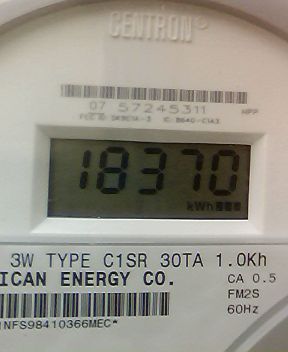 CENTRON®
07 57245311
18370
kWh
3W TYPE C1SR 30TA 1.0Kh
ICAN ENERGY CO. CA 0.5
FM2S
60Hz
NFS98410366MEC*